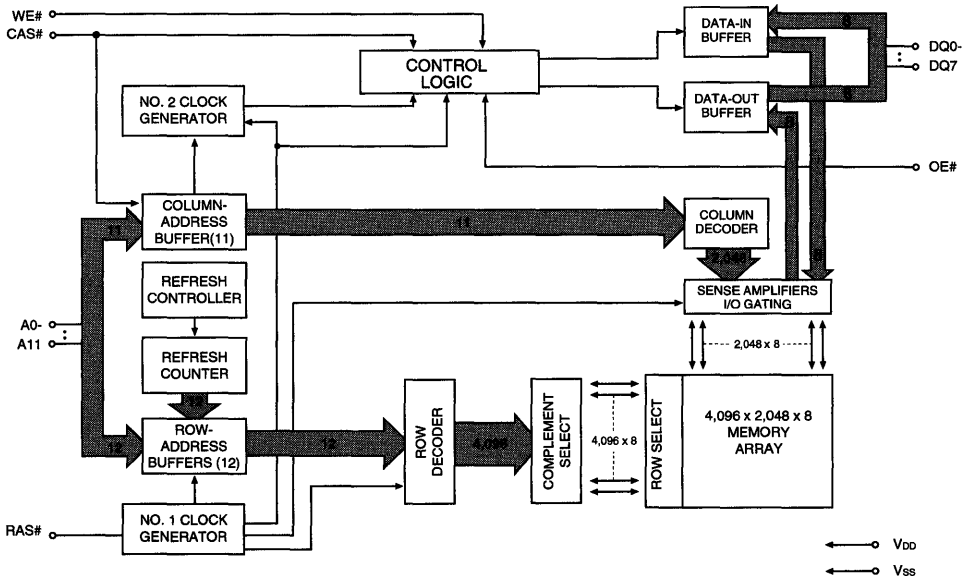 WE#
CAS#
CONTROL
LOGIC
DATA-IN
BUFFER
8
DQ0-
DQ7
8
DATA-OUT
BUFFER
8
NO. 2 CLOCK
GENERATOR
OE#
COLUMN-
ADDRESS
BUFFER(11)
11
11
COLUMN
DECODER
2,048
8
REFRESH
CONTROLLER
SENSE AMPLIFIERS
I/O GATING
A0-
A11
2,048 x 8
REFRESH
COUNTER
12
ROW-
ADDRESS
BUFFERS (12)
12
12
ROW
DECODER
4,096
COMPLEMENT
SELECT
4,096 x 8
ROW SELECT
4,096 x 2,048 x 8
MEMORY
ARRAY
RAS#
NO. 1 CLOCK
GENERATOR
VDD
VSS